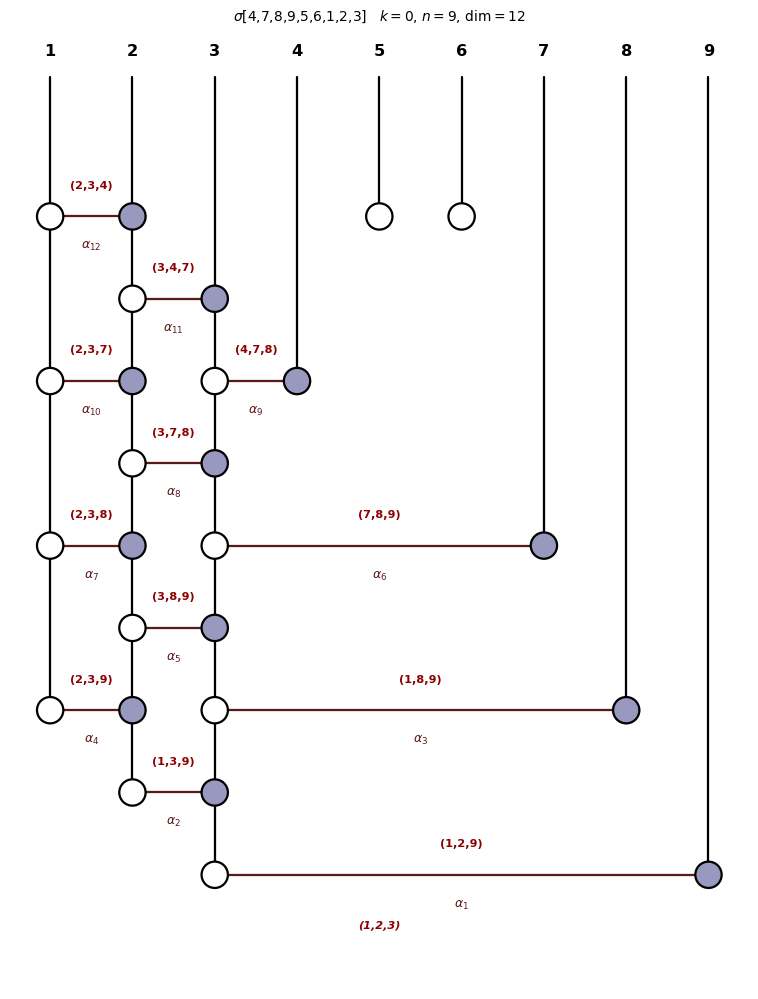 σ[4,7,8,9,5,6,1,2,3]   k = 0, n = 9, dim = 12
1 2 3 4 5 6 7 8 9
(2,3,4)
α₁₂
(3,4,7)
α₁₁
(2,3,7) (4,7,8)
α₁₀ α₉
(3,7,8)
α₈
(2,3,8) (7,8,9)
α₇ α₆
(3,8,9)
α₅
(2,3,9) (1,8,9)
α₄ α₃
(1,3,9)
α₂
(1,2,9)
α₁
(1,2,3)